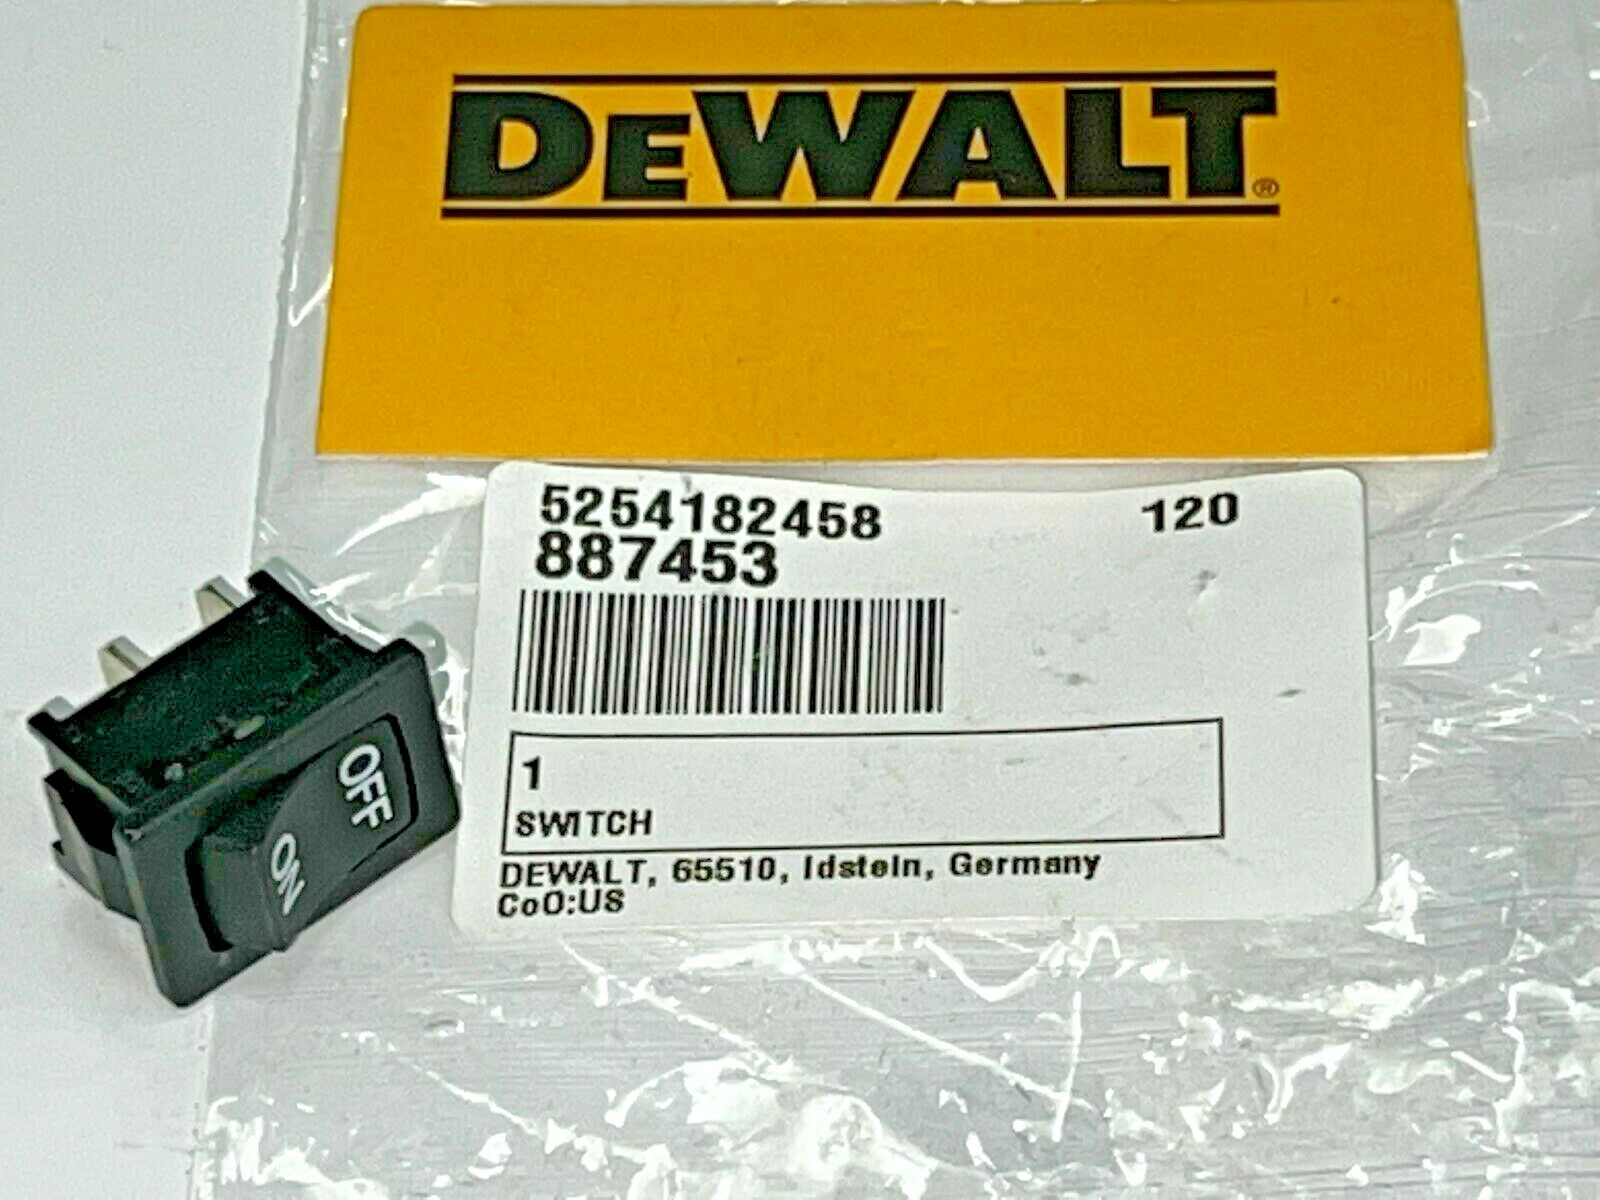 DEWALT®
5254182458 120
887453
1
SWITCH
DEWALT, 65510, Idstein, Germany
CoO:US
OFF
ON